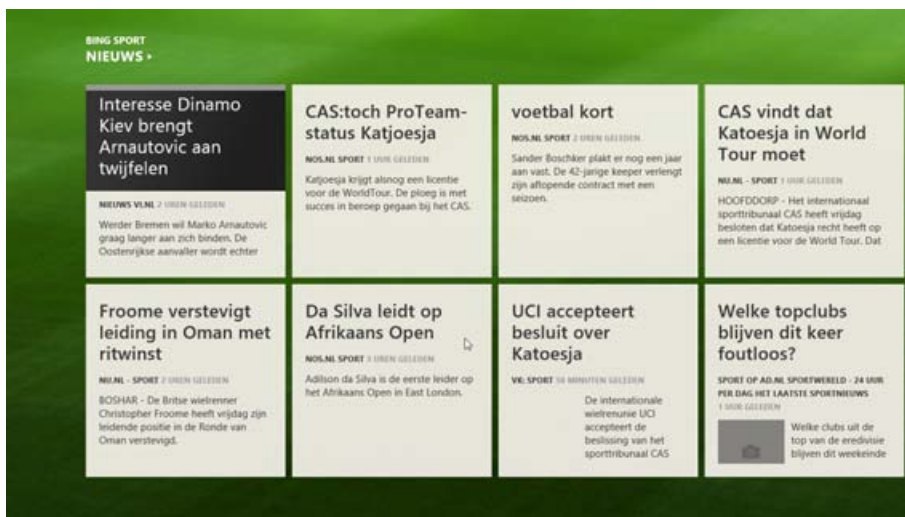 BING SPORT
NIEUWS
Interesse Dinamo
Kiev brengt
Arnautovic aan
twijfelen
NIEUWS VI.NL 2 UREN GELEDEN
Werder Bremen wil Marko Arnautovic
graag langer aan zich binden. De
Oostenrijkse aanvaller wordt echter
CAS:toch ProTeam-
status Katjoesja
NOS.NL SPORT 1 UUR GELEDEN
Katjoesja krijgt alsnog een licentie
voor de WorldTour. De ploeg is met
succes in beroep gegaan bij het CAS.
voetbal kort
NOS.NL SPORT 2 UREN GELEDEN
Sander Boschker plakt er nog een jaar
aan vast. De 42-jarige keeper verlengt
zijn aflopende contract met een
seizoen.
CAS vindt dat
Katoesja in World
Tour moet
NU.NL - SPORT 1 UUR GELEDEN
HOOFDDORP - Het internationaal
sporttribunaal CAS heeft vrijdag
besloten dat Katoesja recht heeft op
een licentie voor de World Tour. Dat
Froome verstevigt
leiding in Oman met
ritwinst
NU.NL - SPORT 2 UREN GELEDEN
BOSHAR - De Britse wielrenner
Christopher Froome heeft vrijdag zijn
leidende positie in de Ronde van
Oman verstevigd.
Da Silva leidt op
Afrikaans Open
NOS.NL SPORT 3 UREN GELEDEN
Adilson da Silva is de eerste leider op
het Afrikaans Open in East London.
UCI accepteert
besluit over
Katoesja
VK: SPORT MINUTEN GELEDEN
De internationale
wielrenunie UCI
accepteert de
beslissing van het
sporttribunaal CAS
Welke topclubs
blijven dit keer
foutloos?
SPORT OP AD.NL SPORTWERELD - 24 UUR
PER DAG HET LAATSTE SPORTNIEUWS
1 UUR GELEDEN
Welke clubs uit de
top van de eredivisie
blijven dit weekeinde